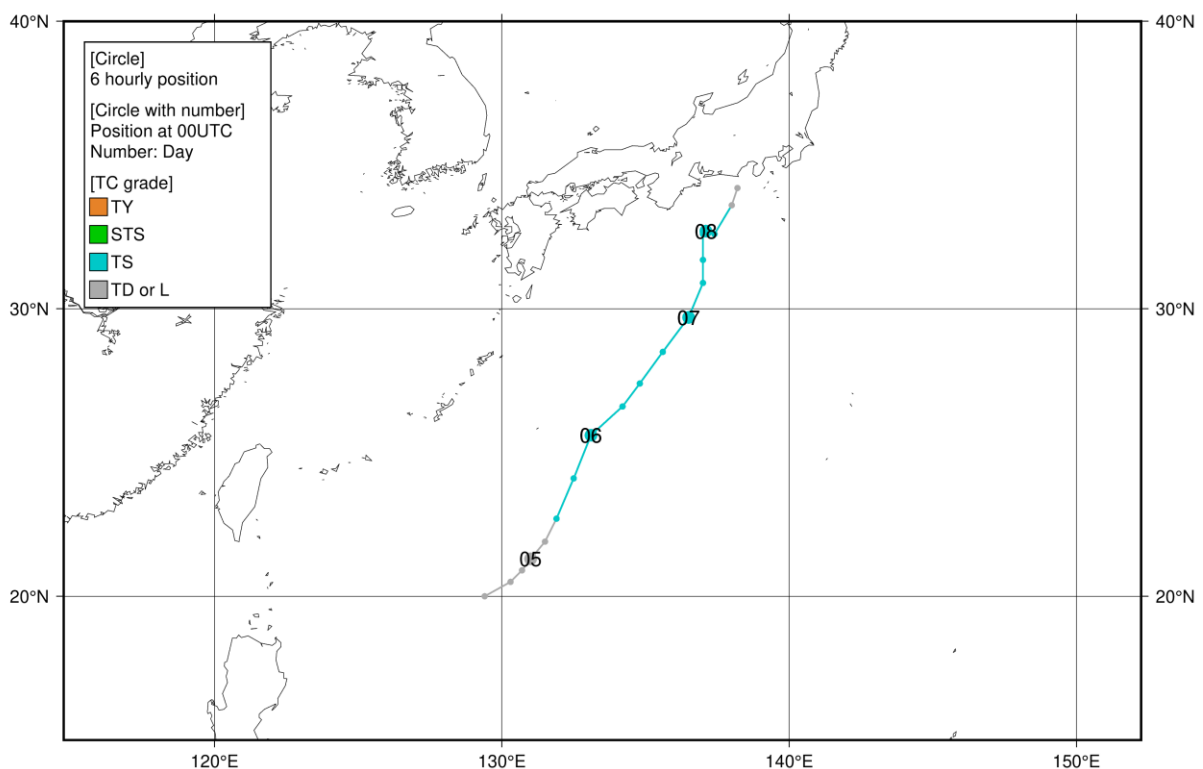 40°N
40°N
[Circle]
6 hourly position
[Circle with number]
Position at 00UTC
Number: Day
[TC grade]
TY
STS
TS
TD or L
08
30°N
07
30°N
06
05
20°N
20°N
120°E
130°E
140°E
150°E